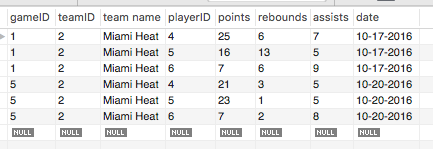 gameID teamID team name playerID points rebounds assists date
1 2 Miami Heat 4 25 6 7 10-17-2016
1 2 Miami Heat 5 16 13 5 10-17-2016
1 2 Miami Heat 6 7 6 9 10-17-2016
5 2 Miami Heat 4 21 3 5 10-20-2016
5 2 Miami Heat 5 23 1 5 10-20-2016
5 2 Miami Heat 6 7 2 8 10-20-2016
NULL NULL NULL NULL NULL NULL NULL NULL